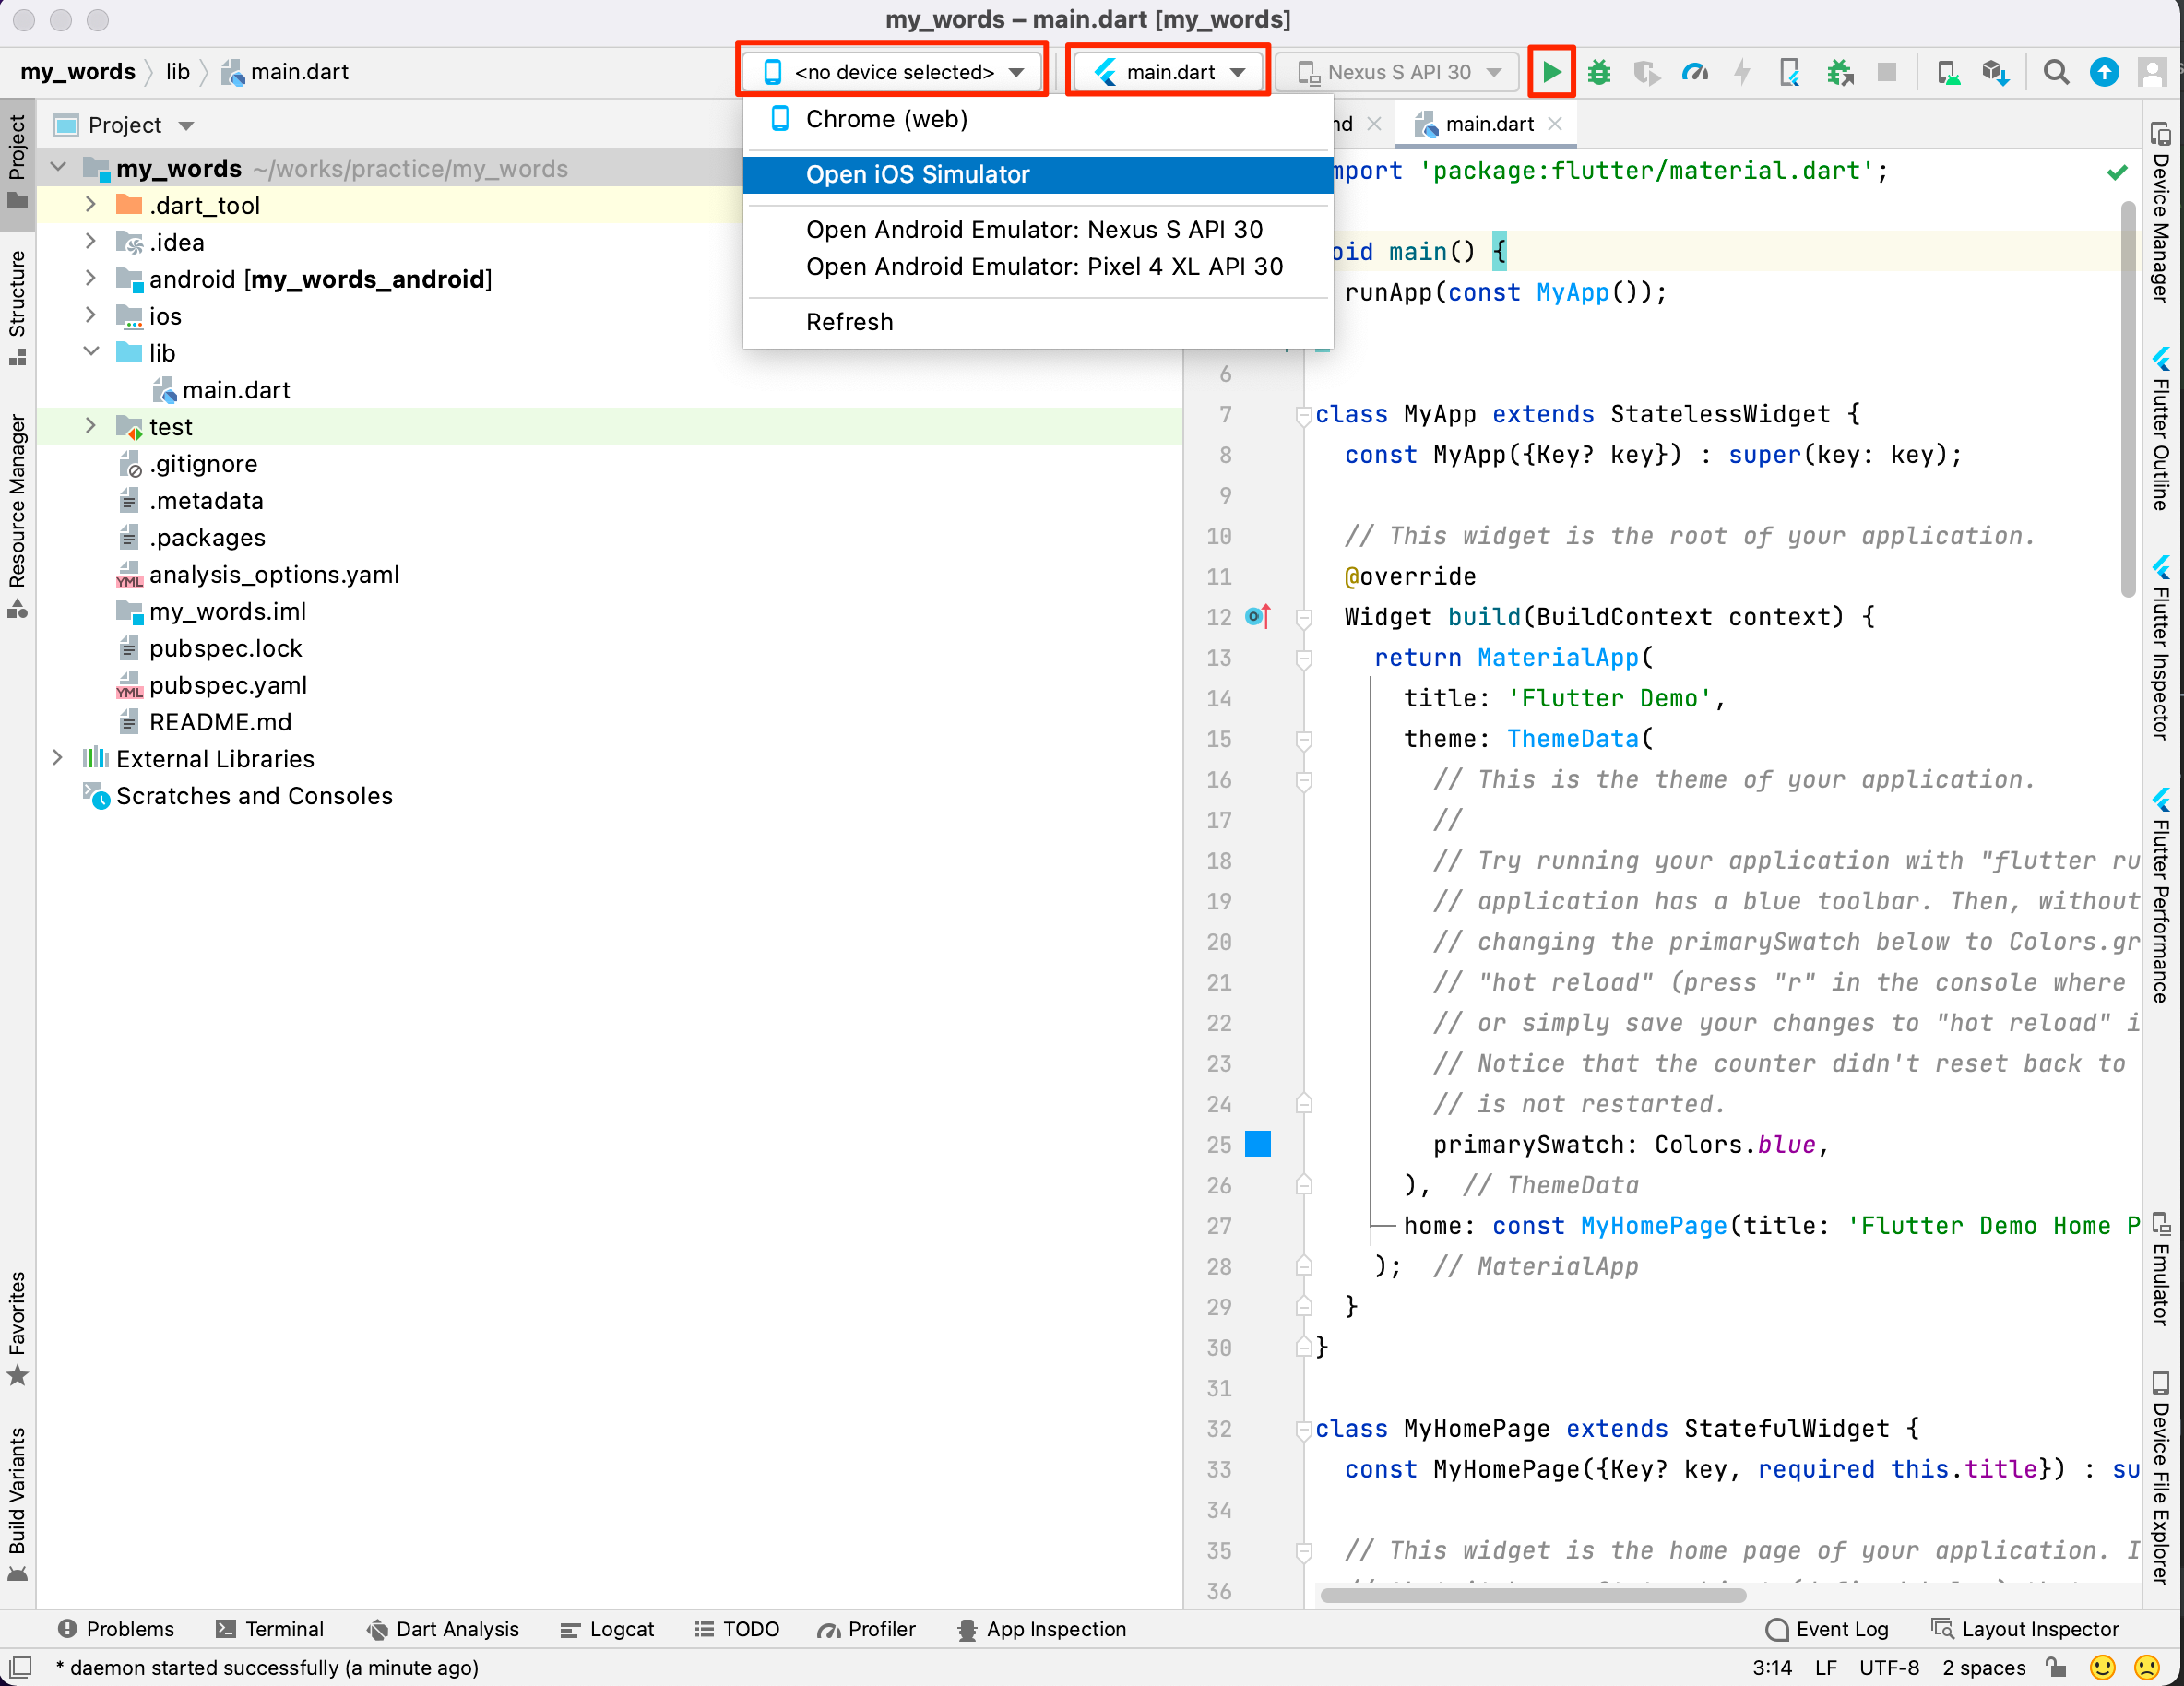 my_words – main.dart [my_words]
my_words lib main.dart
<no device selected>
main.dart
Nexus S API 30
Chrome (web)
Open iOS Simulator
Open Android Emulator: Nexus S API 30
Open Android Emulator: Pixel 4 XL API 30
Refresh
Project
my_words ~/works/practice/my_words
.dart_tool
.idea
android [my_words_android]
ios
lib
main.dart
test
.gitignore
.metadata
.packages
analysis_options.yaml
my_words.iml
pubspec.lock
pubspec.yaml
README.md
External Libraries
Scratches and Consoles
Project
Structure
Resource Manager
Favorites
Build Variants
main.dart
mport 'package:flutter/material.dart';
oid main() {
runApp(const MyApp());
6
7 class MyApp extends StatelessWidget {
8 const MyApp({Key? key}) : super(key: key);
9
10 // This widget is the root of your application.
11 @override
12 Widget build(BuildContext context) {
13 return MaterialApp(
14 title: 'Flutter Demo',
15 theme: ThemeData(
16 // This is the theme of your application.
17 //
18 // Try running your application with "flutter ru
19 // application has a blue toolbar. Then, without
20 // changing the primarySwatch below to Colors.gr
21 // "hot reload" (press "r" in the console where
22 // or simply save your changes to "hot reload" i
23 // Notice that the counter didn't reset back to
24 // is not restarted.
25 primarySwatch: Colors.blue,
26 ), // ThemeData
27 home: const MyHomePage(title: 'Flutter Demo Home P
28 ); // MaterialApp
29 }
30 }
31
32 class MyHomePage extends StatefulWidget {
33 const MyHomePage({Key? key, required this.title}) : su
34
35 // This widget is the home page of your application. I
36
Device Manager
Flutter Outline
Flutter Inspector
Flutter Performance
Emulator
Device File Explorer
Problems Terminal Dart Analysis Logcat TODO Profiler App Inspection Event Log Layout Inspector
* daemon started successfully (a minute ago) 3:14 LF UTF-8 2 spaces